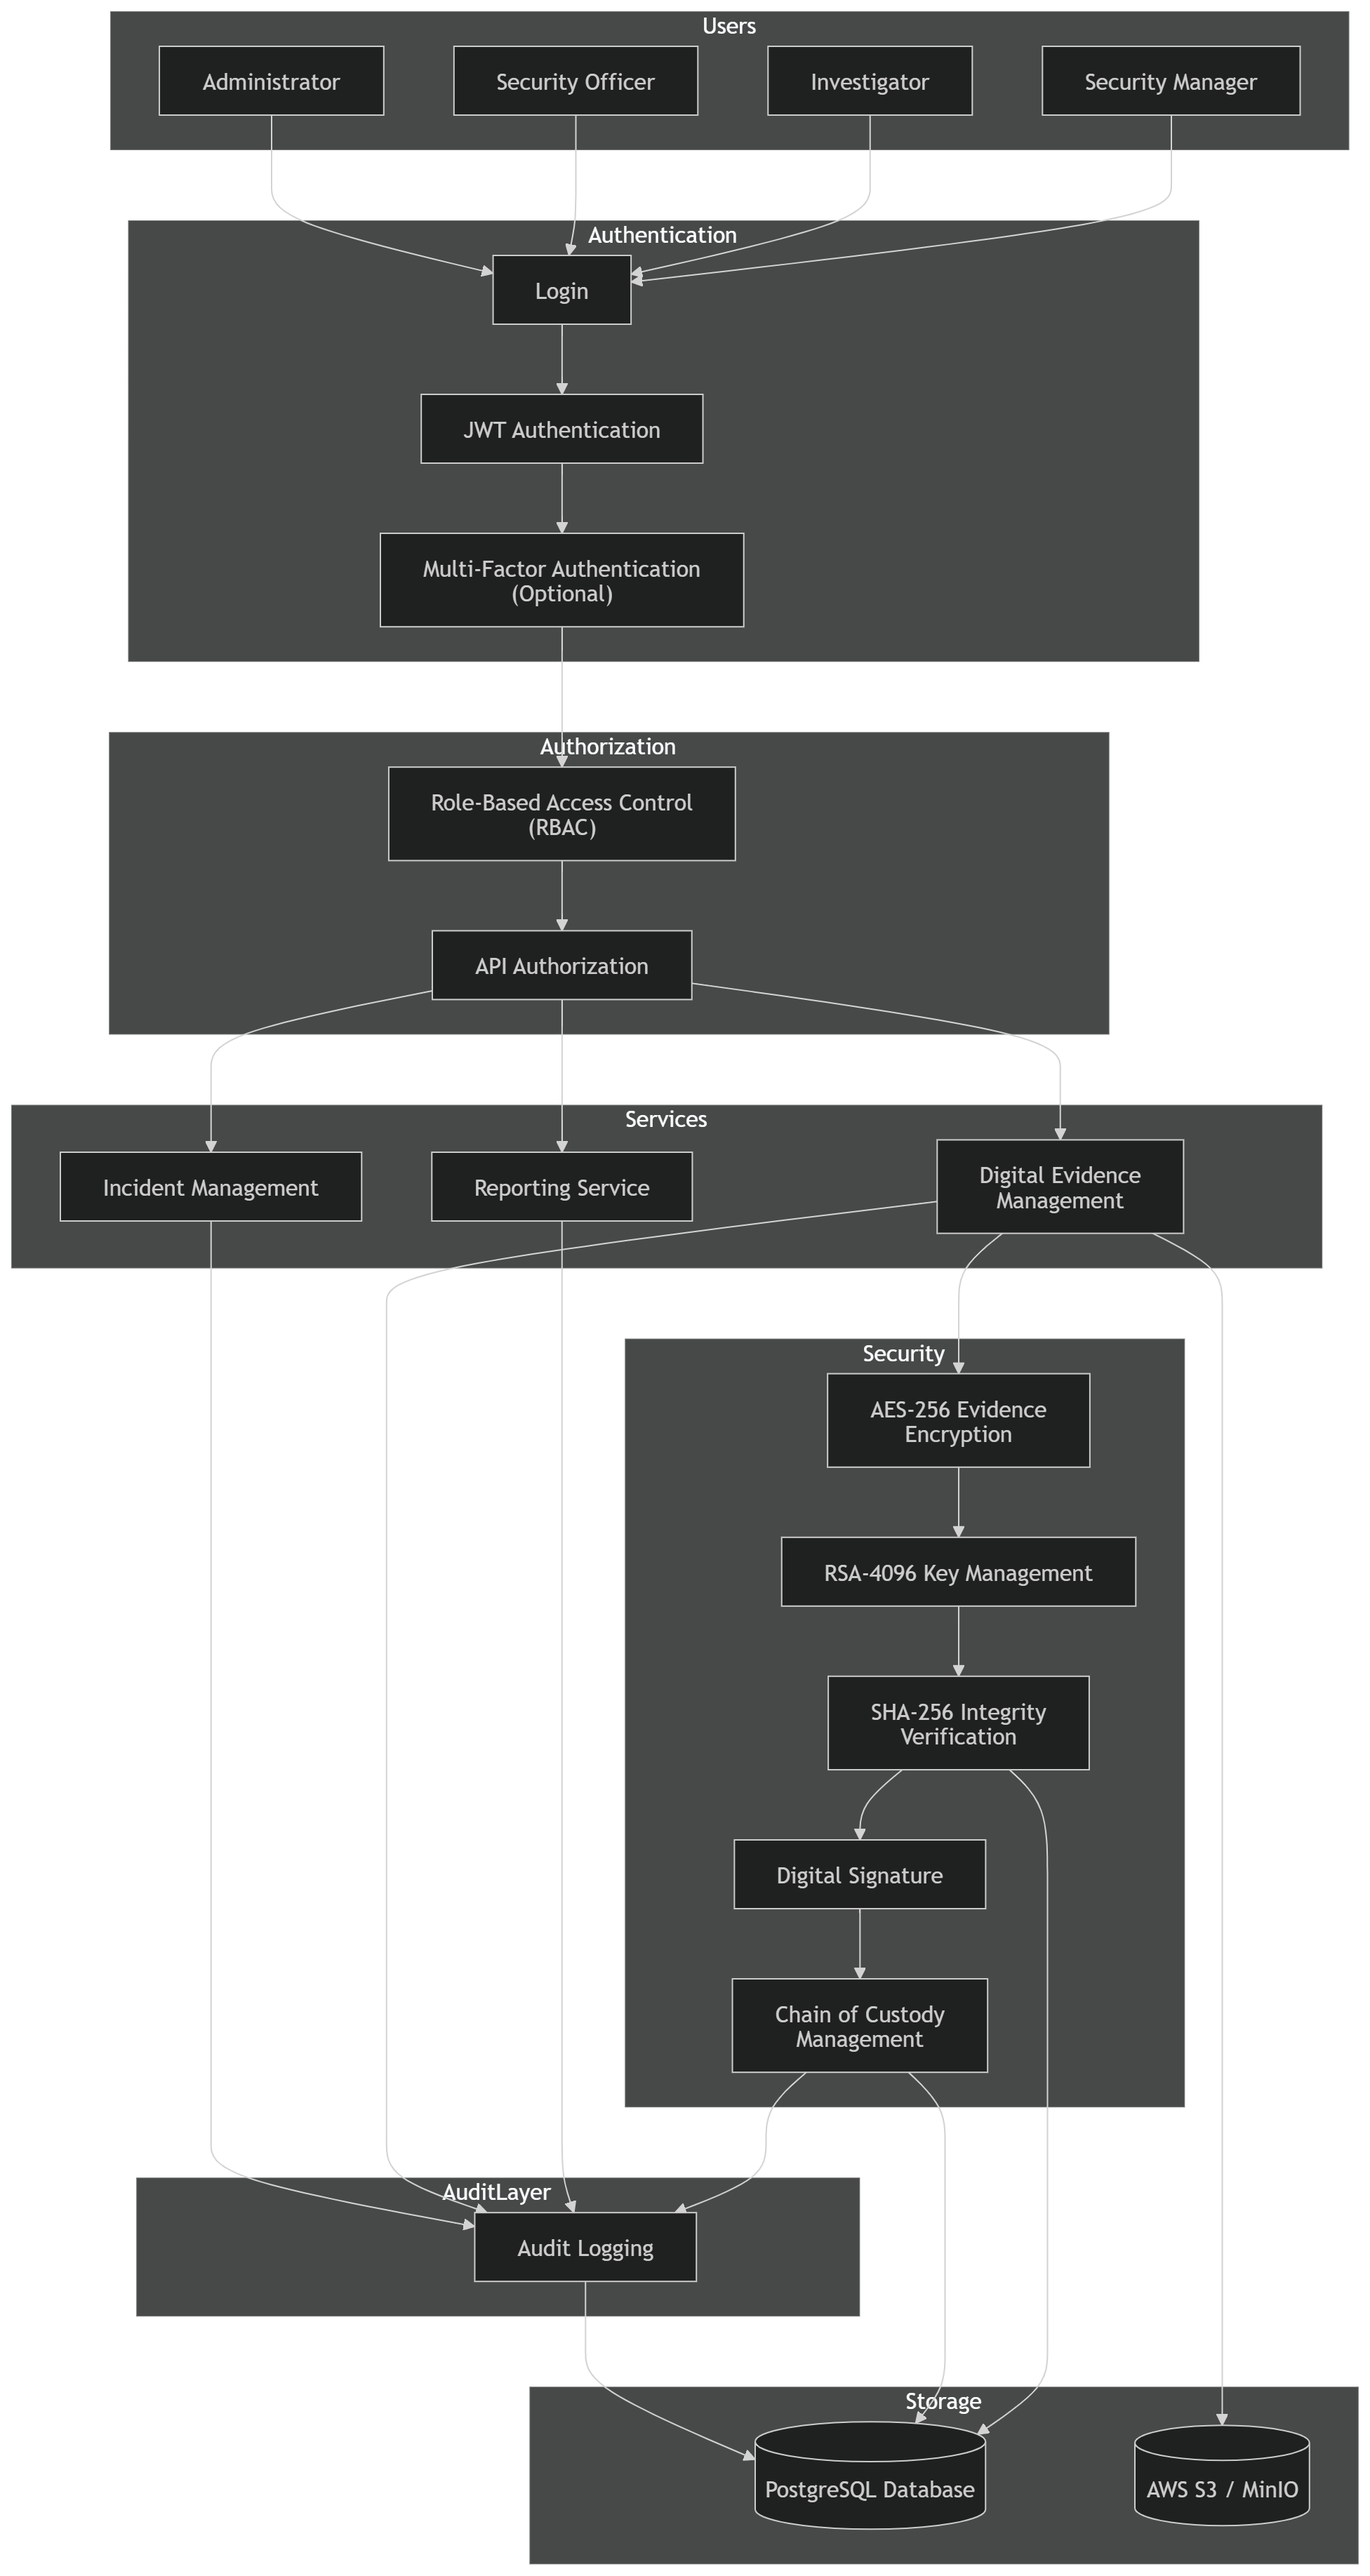 Users
Administrator
Security Officer
Investigator
Security Manager
Authentication
Login
JWT Authentication
Multi-Factor Authentication
(Optional)
Authorization
Role-Based Access Control
(RBAC)
API Authorization
Services
Incident Management
Reporting Service
Digital Evidence
Management
Security
AES-256 Evidence
Encryption
RSA-4096 Key Management
SHA-256 Integrity
Verification
Digital Signature
Chain of Custody
Management
AuditLayer
Audit Logging
Storage
PostgreSQL Database
AWS S3 / MinIO